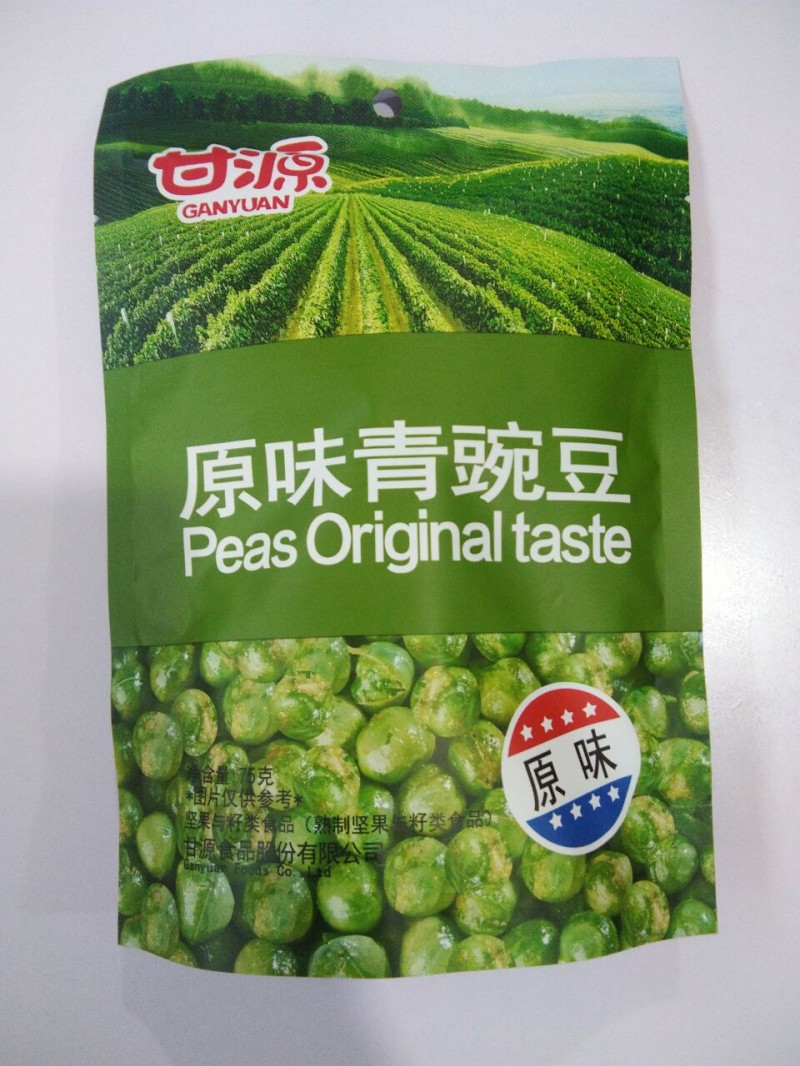 甘源
GANYUAN
原味青豌豆
Peas Original taste
原味
净含量:75克
*图片仅供参考*
坚果与籽类食品（熟制坚果与籽类食品）
甘源食品股份有限公司
Ganyuan Foods Co.,Ltd